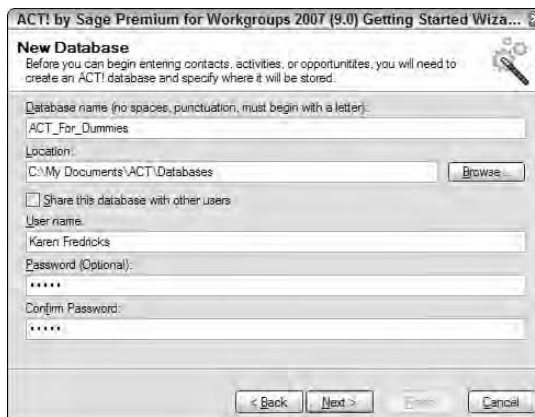 ACT! by Sage Premium for Workgroups 2007 (9.0) Getting Started Wiza...
New Database
Before you can begin entering contacts, activities, or opportunitites, you will need to
create an ACT! database and specify where it will be stored.
Database name (no spaces, punctuation, must begin with a letter):
ACT_For_Dummies
Location:
C:\My Documents\ACT\Databases
Browse...
Share this database with other users
User name:
Karen Fredricks
Password (Optional):
•••••
Confirm Password:
•••••
< Back Next > Finish Cancel